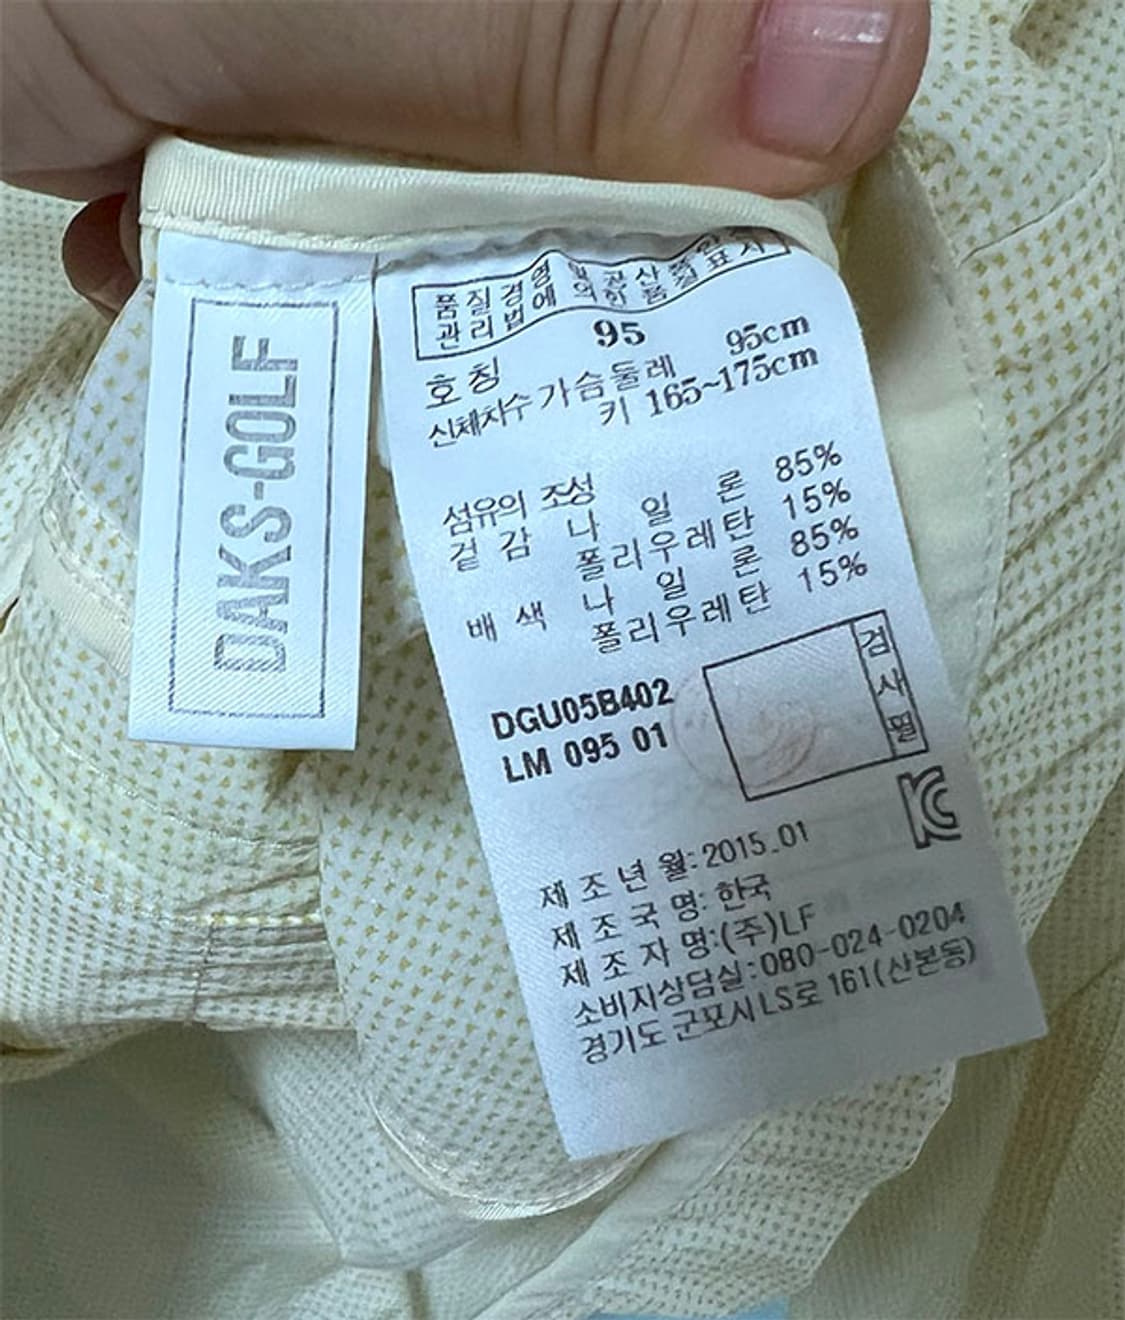 DAKS-GOLF
품질경영 및 공산품안전
관리법에 의한 품질표시
호칭 95
신체치수 가슴둘레 95cm
키 165~175cm
섬유의 조성
겉감 나일론 85%
폴리우레탄 15%
배색 나일론 85%
폴리우레탄 15%
DGU05B402
LM 095 01
검사필
제조년월: 2015.01
제조국명: 한국
제조자명:(주)LF
소비자상담실:080-024-0204
경기도 군포시 LS로 161(산본동)